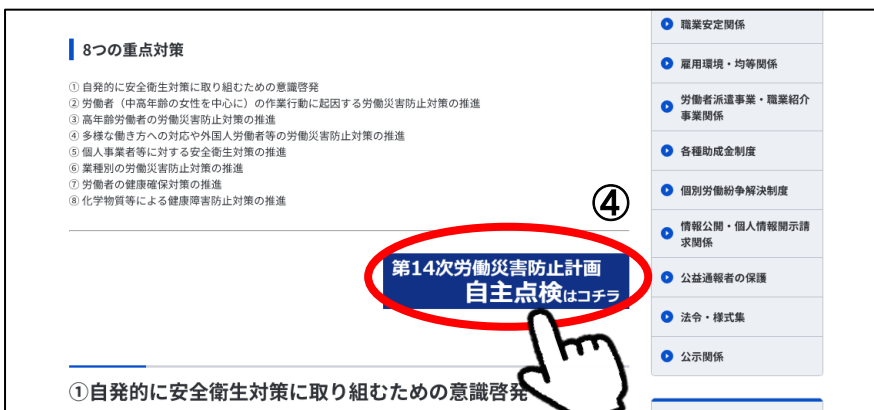 8つの重点対策
① 自発的に安全衛生対策に取り組むための意識啓発
② 労働者（中高年齢の女性を中心に）の作業行動に起因する労働災害防止対策の推進
③ 高年齢労働者の労働災害防止対策の推進
④ 多様な働き方への対応や外国人労働者等の労働災害防止対策の推進
⑤ 個人事業者等に対する安全衛生対策の推進
⑥ 業種別の労働災害防止対策の推進
⑦ 労働者の健康確保対策の推進
⑧ 化学物質等による健康障害防止対策の推進
④
第14次労働災害防止計画
自主点検はコチラ
①自発的に安全衛生対策に取り組むための意識啓発
職業安定関係
雇用環境・均等関係
労働者派遣事業・職業紹介
事業関係
各種助成金制度
個別労働紛争解決制度
情報公開・個人情報開示請
求関係
公益通報者の保護
法令・様式集
公示関係